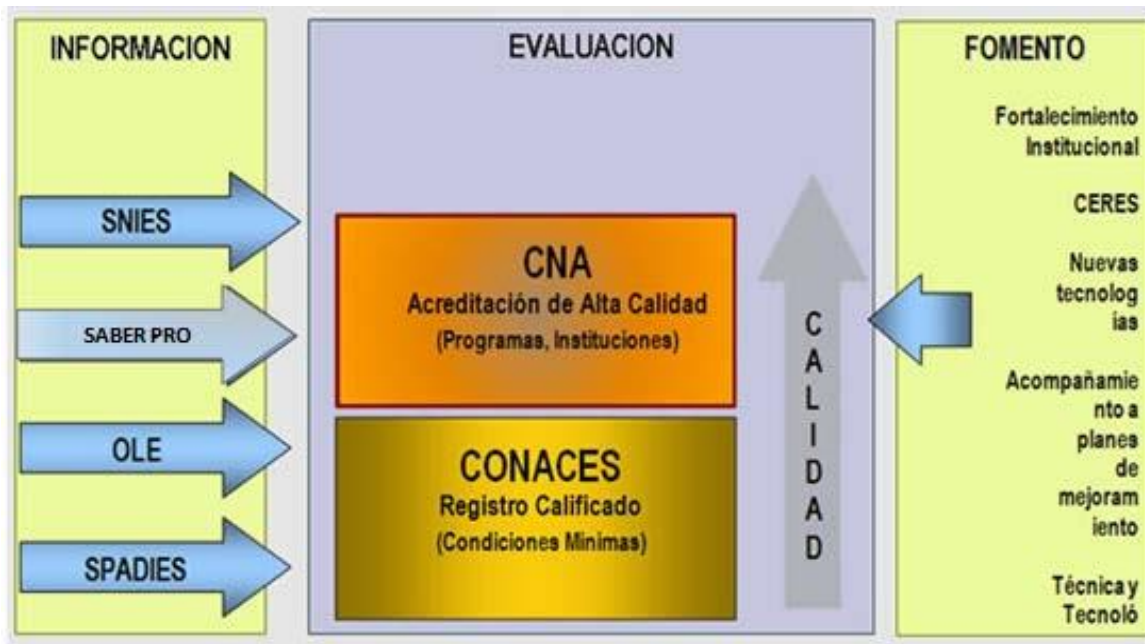 INFORMACION
SNIES
SABER PRO
OLE
SPADIES
EVALUACION
CNA
Acreditación de Alta Calidad
(Programas, Instituciones)
CONACES
Registro Calificado
(Condiciones Minimas)
C
A
L
I
D
A
D
FOMENTO
Fortalecimiento
Institucional
CERES
Nuevas
tecnolog
ias
Acompañamie
nto a
planes
de
mejoram
iento
Técnica y
Tecnoló